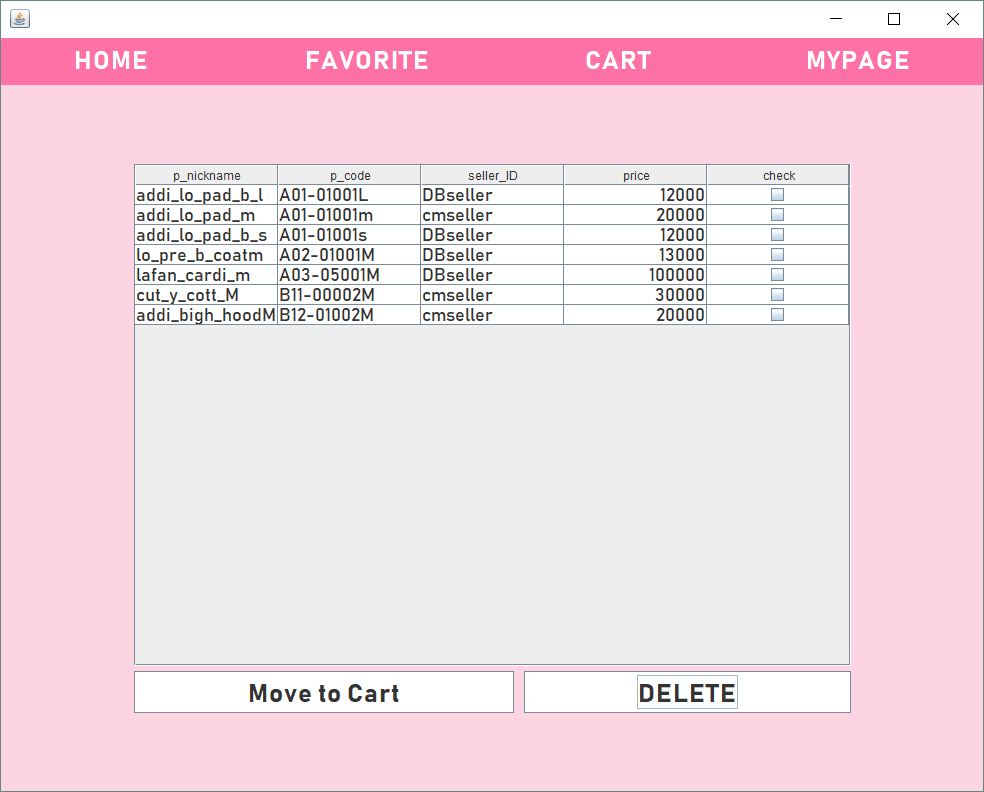 HOME FAVORITE CART MYPAGE
p_nickname p_code seller_ID price check
addi_lo_pad_b_l A01-01001L DBseller 12000
addi_lo_pad_m A01-01001m cmseller 20000
addi_lo_pad_b_s A01-01001s DBseller 12000
lo_pre_b_coatm A02-01001M DBseller 13000
lafan_cardi_m A03-05001M DBseller 100000
cut_y_cott_M B11-00002M cmseller 30000
addi_bigh_hoodM B12-01002M cmseller 20000
Move to Cart DELETE